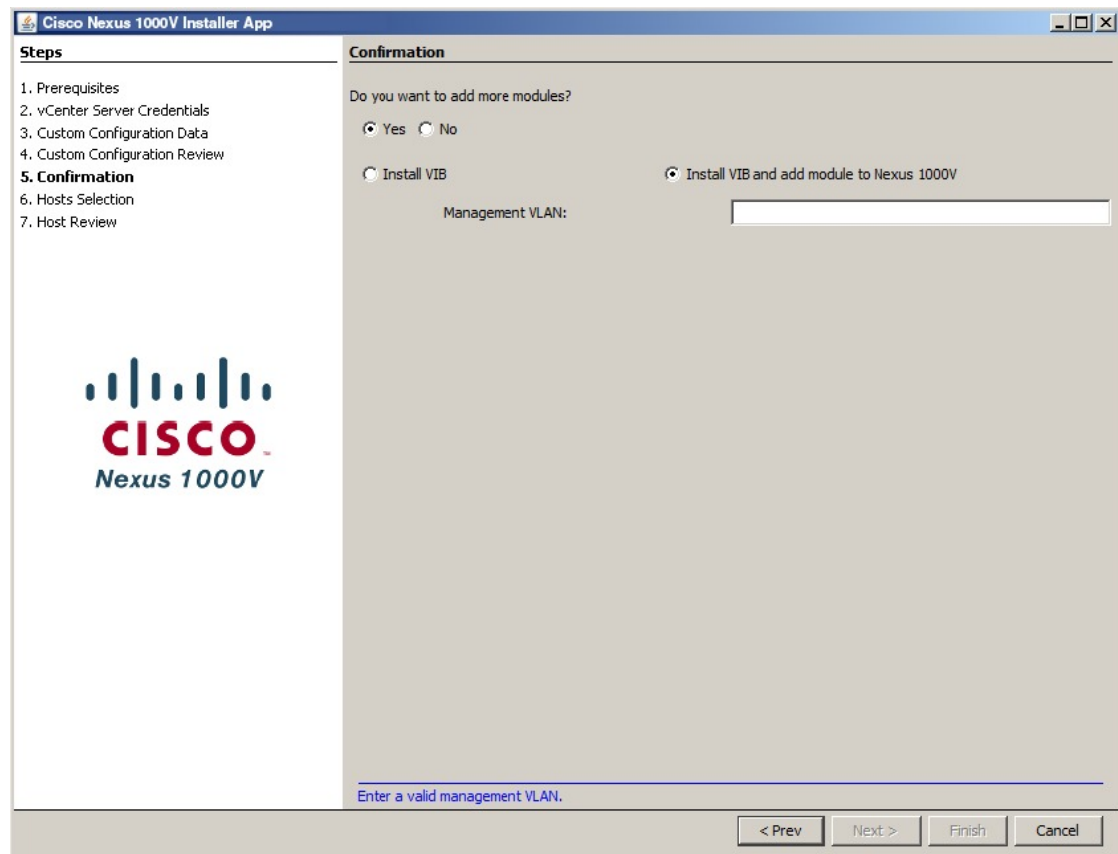 Cisco Nexus 1000V Installer App
Steps
1. Prerequisites
2. vCenter Server Credentials
3. Custom Configuration Data
4. Custom Configuration Review
5. Confirmation
6. Hosts Selection
7. Host Review
CISCO
Nexus 1000V
Confirmation
Do you want to add more modules?
Yes No
Install VIB Install VIB and add module to Nexus 1000V
Management VLAN:
Enter a valid management VLAN.
< Prev Next > Finish Cancel